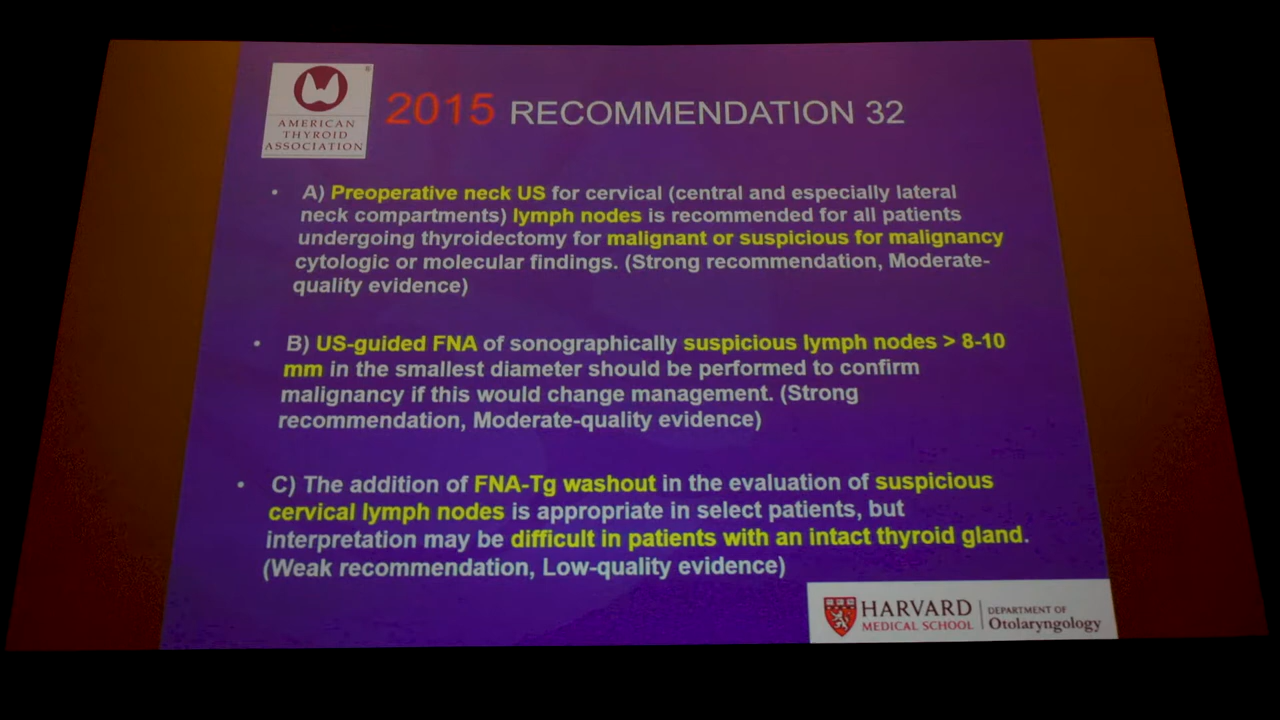 AMERICAN
THYROID
ASSOCIATION
2015 RECOMMENDATION 32
• A) Preoperative neck US for cervical (central and especially lateral
neck compartments) lymph nodes is recommended for all patients
undergoing thyroidectomy for malignant or suspicious for malignancy
cytologic or molecular findings. (Strong recommendation, Moderate-
quality evidence)
• B) US-guided FNA of sonographically suspicious lymph nodes > 8-10
mm in the smallest diameter should be performed to confirm
malignancy if this would change management. (Strong
recommendation, Moderate-quality evidence)
• C) The addition of FNA-Tg washout in the evaluation of suspicious
cervical lymph nodes is appropriate in select patients, but
interpretation may be difficult in patients with an intact thyroid gland.
(Weak recommendation, Low-quality evidence)
HARVARD
MEDICAL SCHOOL
DEPARTMENT OF
Otolaryngology